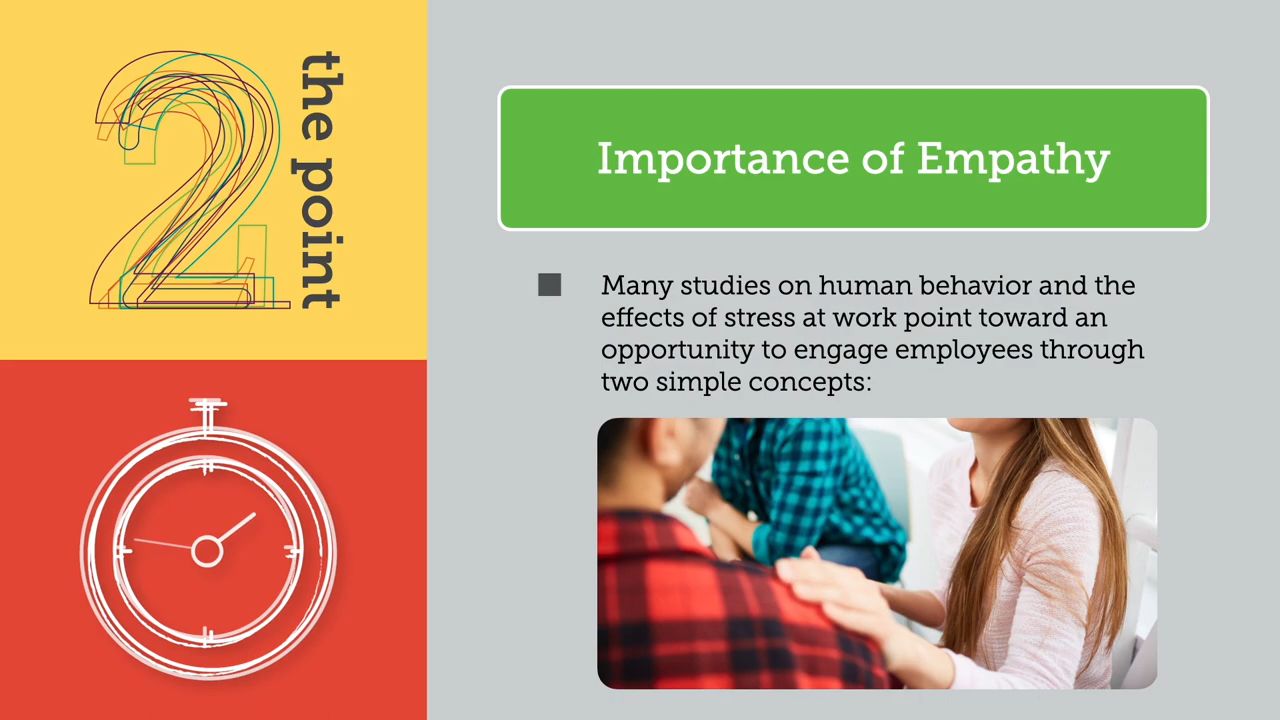 2
the point
Importance of Empathy
Many studies on human behavior and the
effects of stress at work point toward an
opportunity to engage employees through
two simple concepts: